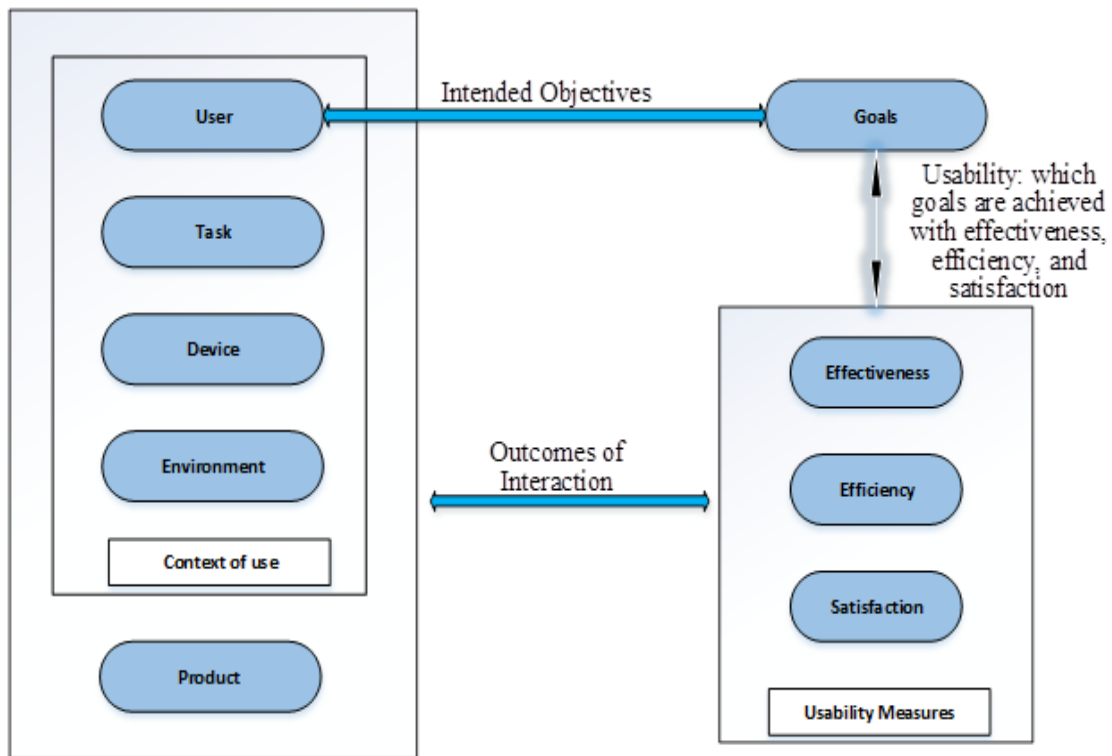 User
Intended Objectives
Goals
Usability: which
goals are achieved
with effectiveness,
efficiency, and
satisfaction
Task
Device
Environment
Context of use
Product
Outcomes of
Interaction
Effectiveness
Efficiency
Satisfaction
Usability Measures